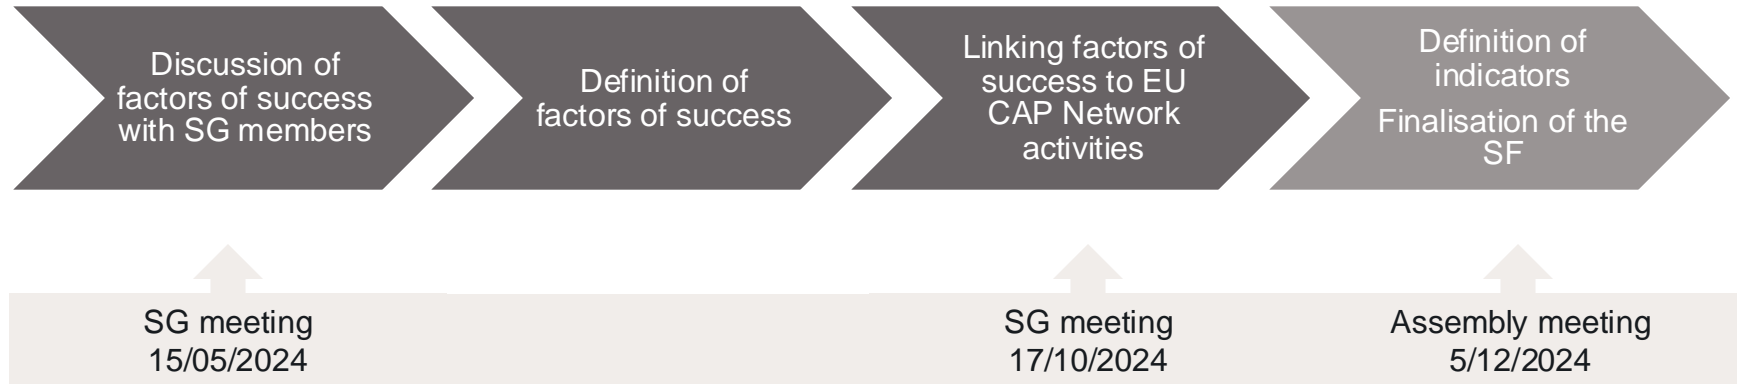 Discussion of
factors of success
with SG members
Definition of
factors of success
Linking factors of
success to EU
CAP Network
activities
Definition of
indicators
Finalisation of the
SF
SG meeting
15/05/2024
SG meeting
17/10/2024
Assembly meeting
5/12/2024